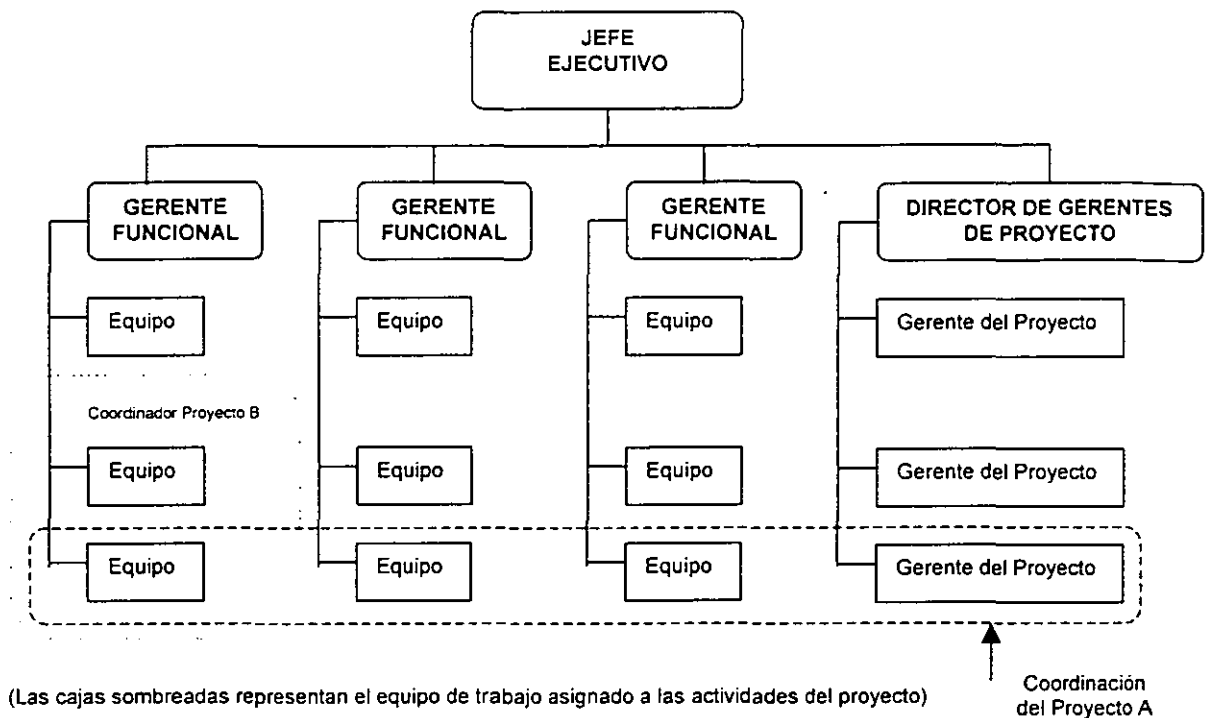 JEFE
EJECUTIVO
GERENTE
FUNCIONAL
GERENTE
FUNCIONAL
GERENTE
FUNCIONAL
DIRECTOR DE GERENTES
DE PROYECTO
Equipo
Equipo
Equipo
Gerente del Proyecto
Coordinador Proyecto B
Equipo
Equipo
Equipo
Gerente del Proyecto
Equipo
Equipo
Equipo
Gerente del Proyecto
(Las cajas sombreadas representan el equipo de trabajo asignado a las actividades del proyecto)
Coordinación
del Proyecto A